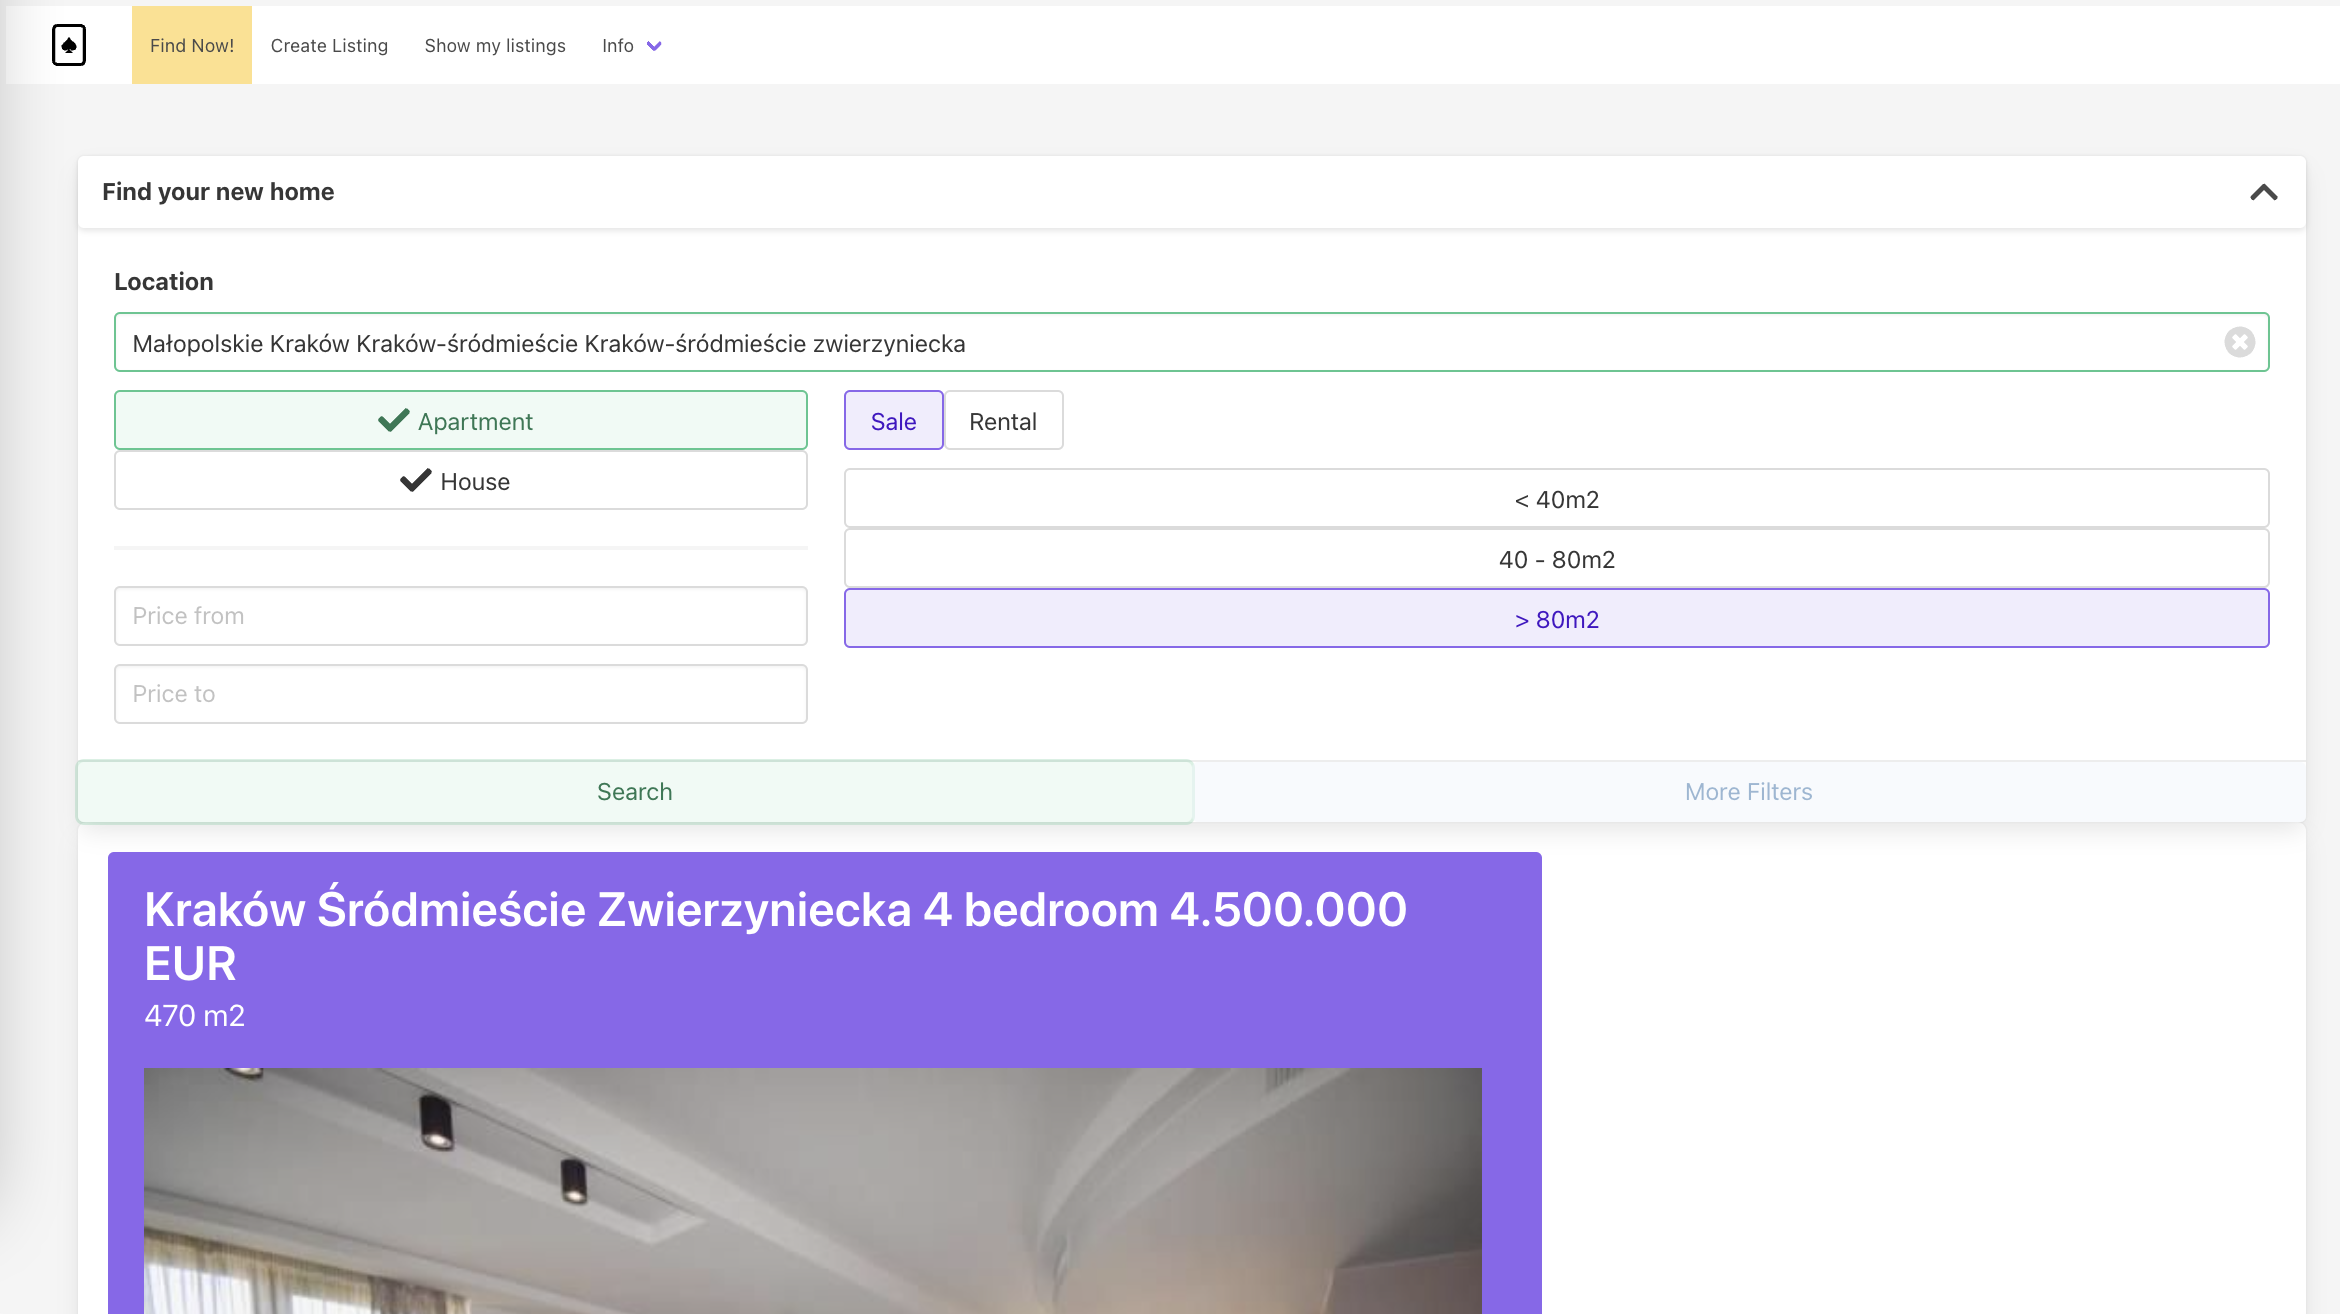 Find Now!
Create Listing
Show my listings
Info
Find your new home
Location
Małopolskie Kraków Kraków-śródmieście Kraków-śródmieście zwierzyniecka
Apartment
House
Sale
Rental
< 40m2
40 - 80m2
> 80m2
Price from
Price to
Search
More Filters
Kraków Śródmieście Zwierzyniecka 4 bedroom 4.500.000
EUR
470 m2